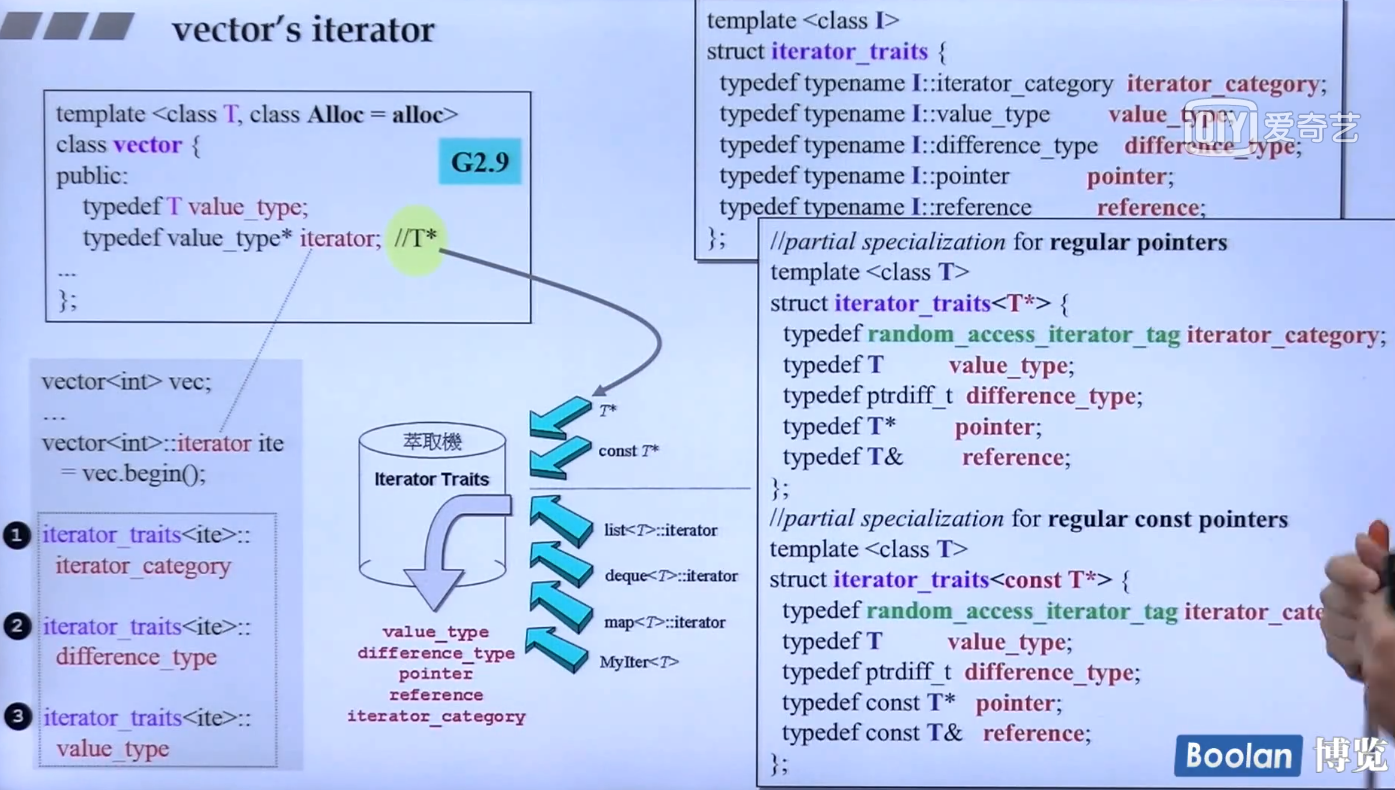 vector's iterator
template <class T, class Alloc = alloc>
class vector {
public:
typedef T value_type;
typedef value_type* iterator; //T*
...
};
G2.9
vector<int> vec;
...
vector<int>::iterator ite
= vec.begin();
1 iterator_traits<ite>::
iterator_category
2 iterator_traits<ite>::
difference_type
3 iterator_traits<ite>::
value_type
萃取機
Iterator Traits
value_type
difference_type
pointer
reference
iterator_category
T*
const T*
list<T>::iterator
deque<T>::iterator
map<T>::iterator
MyIter<T>
template <class I>
struct iterator_traits {
typedef typename I::iterator_category iterator_category;
typedef typename I::value_type value_type;
typedef typename I::difference_type difference_type;
typedef typename I::pointer pointer;
typedef typename I::reference reference;
};
iQIYI 爱奇艺
//partial specialization for regular pointers
template <class T>
struct iterator_traits<T*> {
typedef random_access_iterator_tag iterator_category;
typedef T value_type;
typedef ptrdiff_t difference_type;
typedef T* pointer;
typedef T& reference;
};
//partial specialization for regular const pointers
template <class T>
struct iterator_traits<const T*> {
typedef random_access_iterator_tag iterator_cate
typedef T value_type;
typedef ptrdiff_t difference_type;
typedef const T* pointer;
typedef const T& reference;
};
Boolan 博览